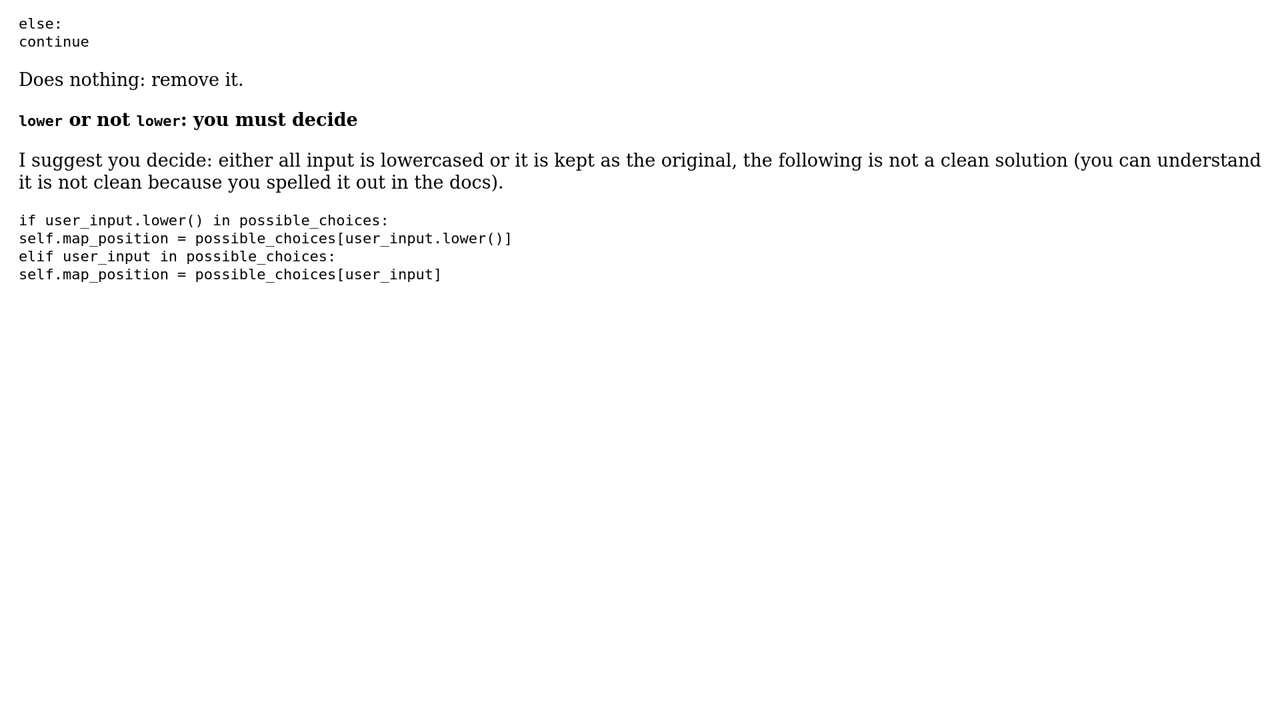 else:
continue
Does nothing: remove it.
lower or not lower: you must decide
I suggest you decide: either all input is lowercased or it is kept as the original, the following is not a clean solution (you can understand
it is not clean because you spelled it out in the docs).
if user_input.lower() in possible_choices:
self.map_position = possible_choices[user_input.lower()]
elif user_input in possible_choices:
self.map_position = possible_choices[user_input]